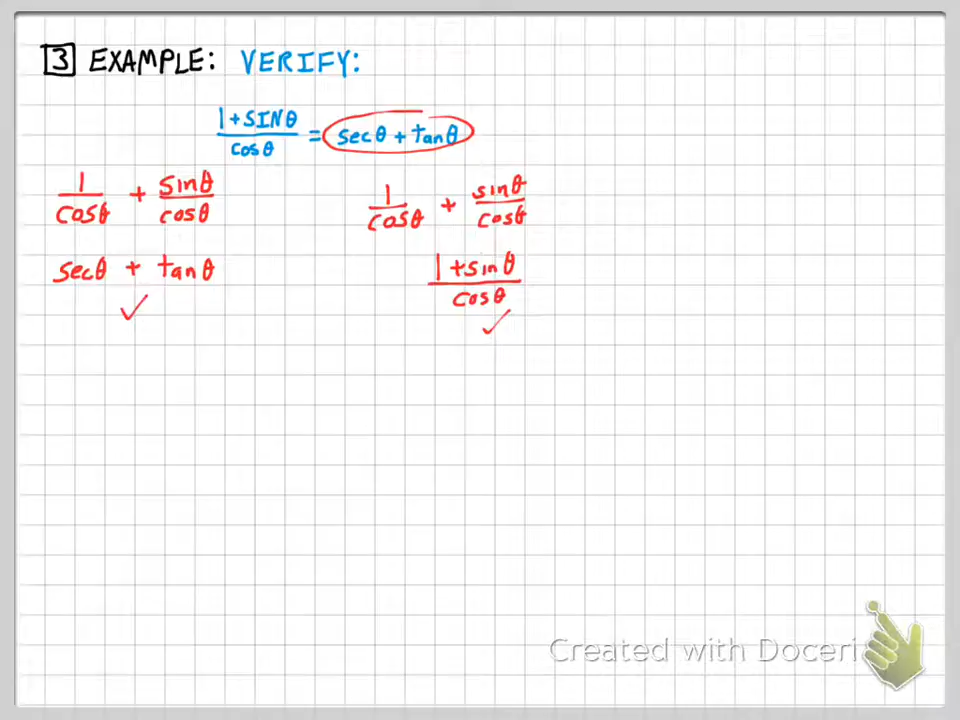 3 EXAMPLE: VERIFY:
1 + SINθ / cosθ = secθ + tanθ
1/cosθ + sinθ/cosθ
secθ + tanθ
✓
1/cosθ + sinθ/cosθ
1 + sinθ / cosθ
✓
Created with Doceri